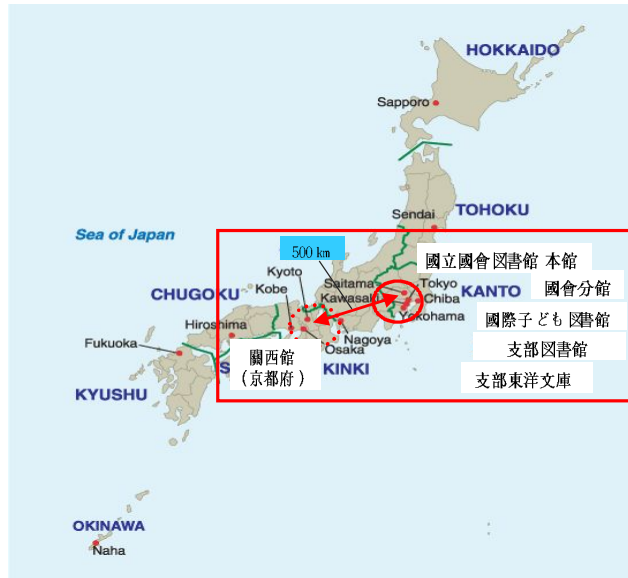 HOKKAIDO
Sapporo
Sendai
TOHOKU
Sea of Japan
500 km
國立國會図書館 本館
Kyoto
Saitama
Tokyo
Kobe
Kawasaki
Chiba
KANTO
國會分館
CHUGOKU
Yokohama
國際子ども図書館
Hiroshima
Nagoya
Fukuoka
Osaka
支部図書館
關西館
(京都府)
S
KINKI
支部東洋文庫
KYUSHU
OKINAWA
Naha